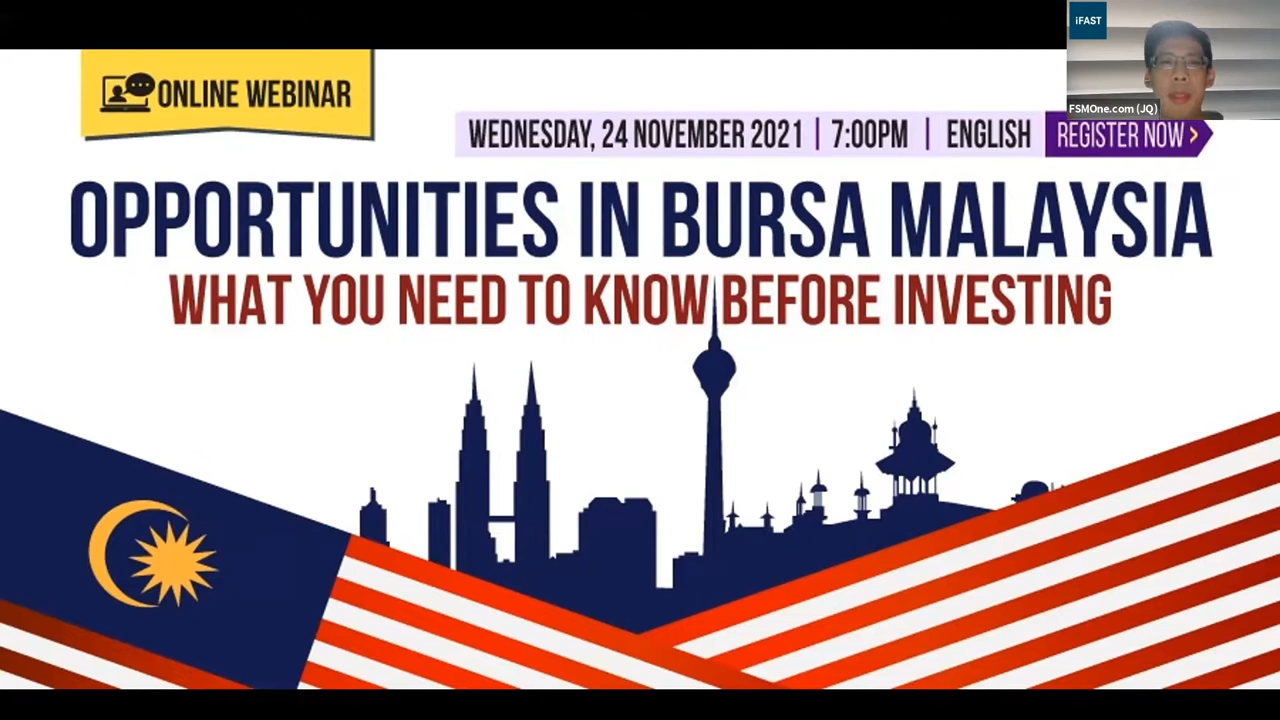 iFAST
FSMOne.com (JQ)
ONLINE WEBINAR
WEDNESDAY, 24 NOVEMBER 2021 | 7:00PM | ENGLISH REGISTER NOW >
OPPORTUNITIES IN BURSA MALAYSIA
WHAT YOU NEED TO KNOW BEFORE INVESTING